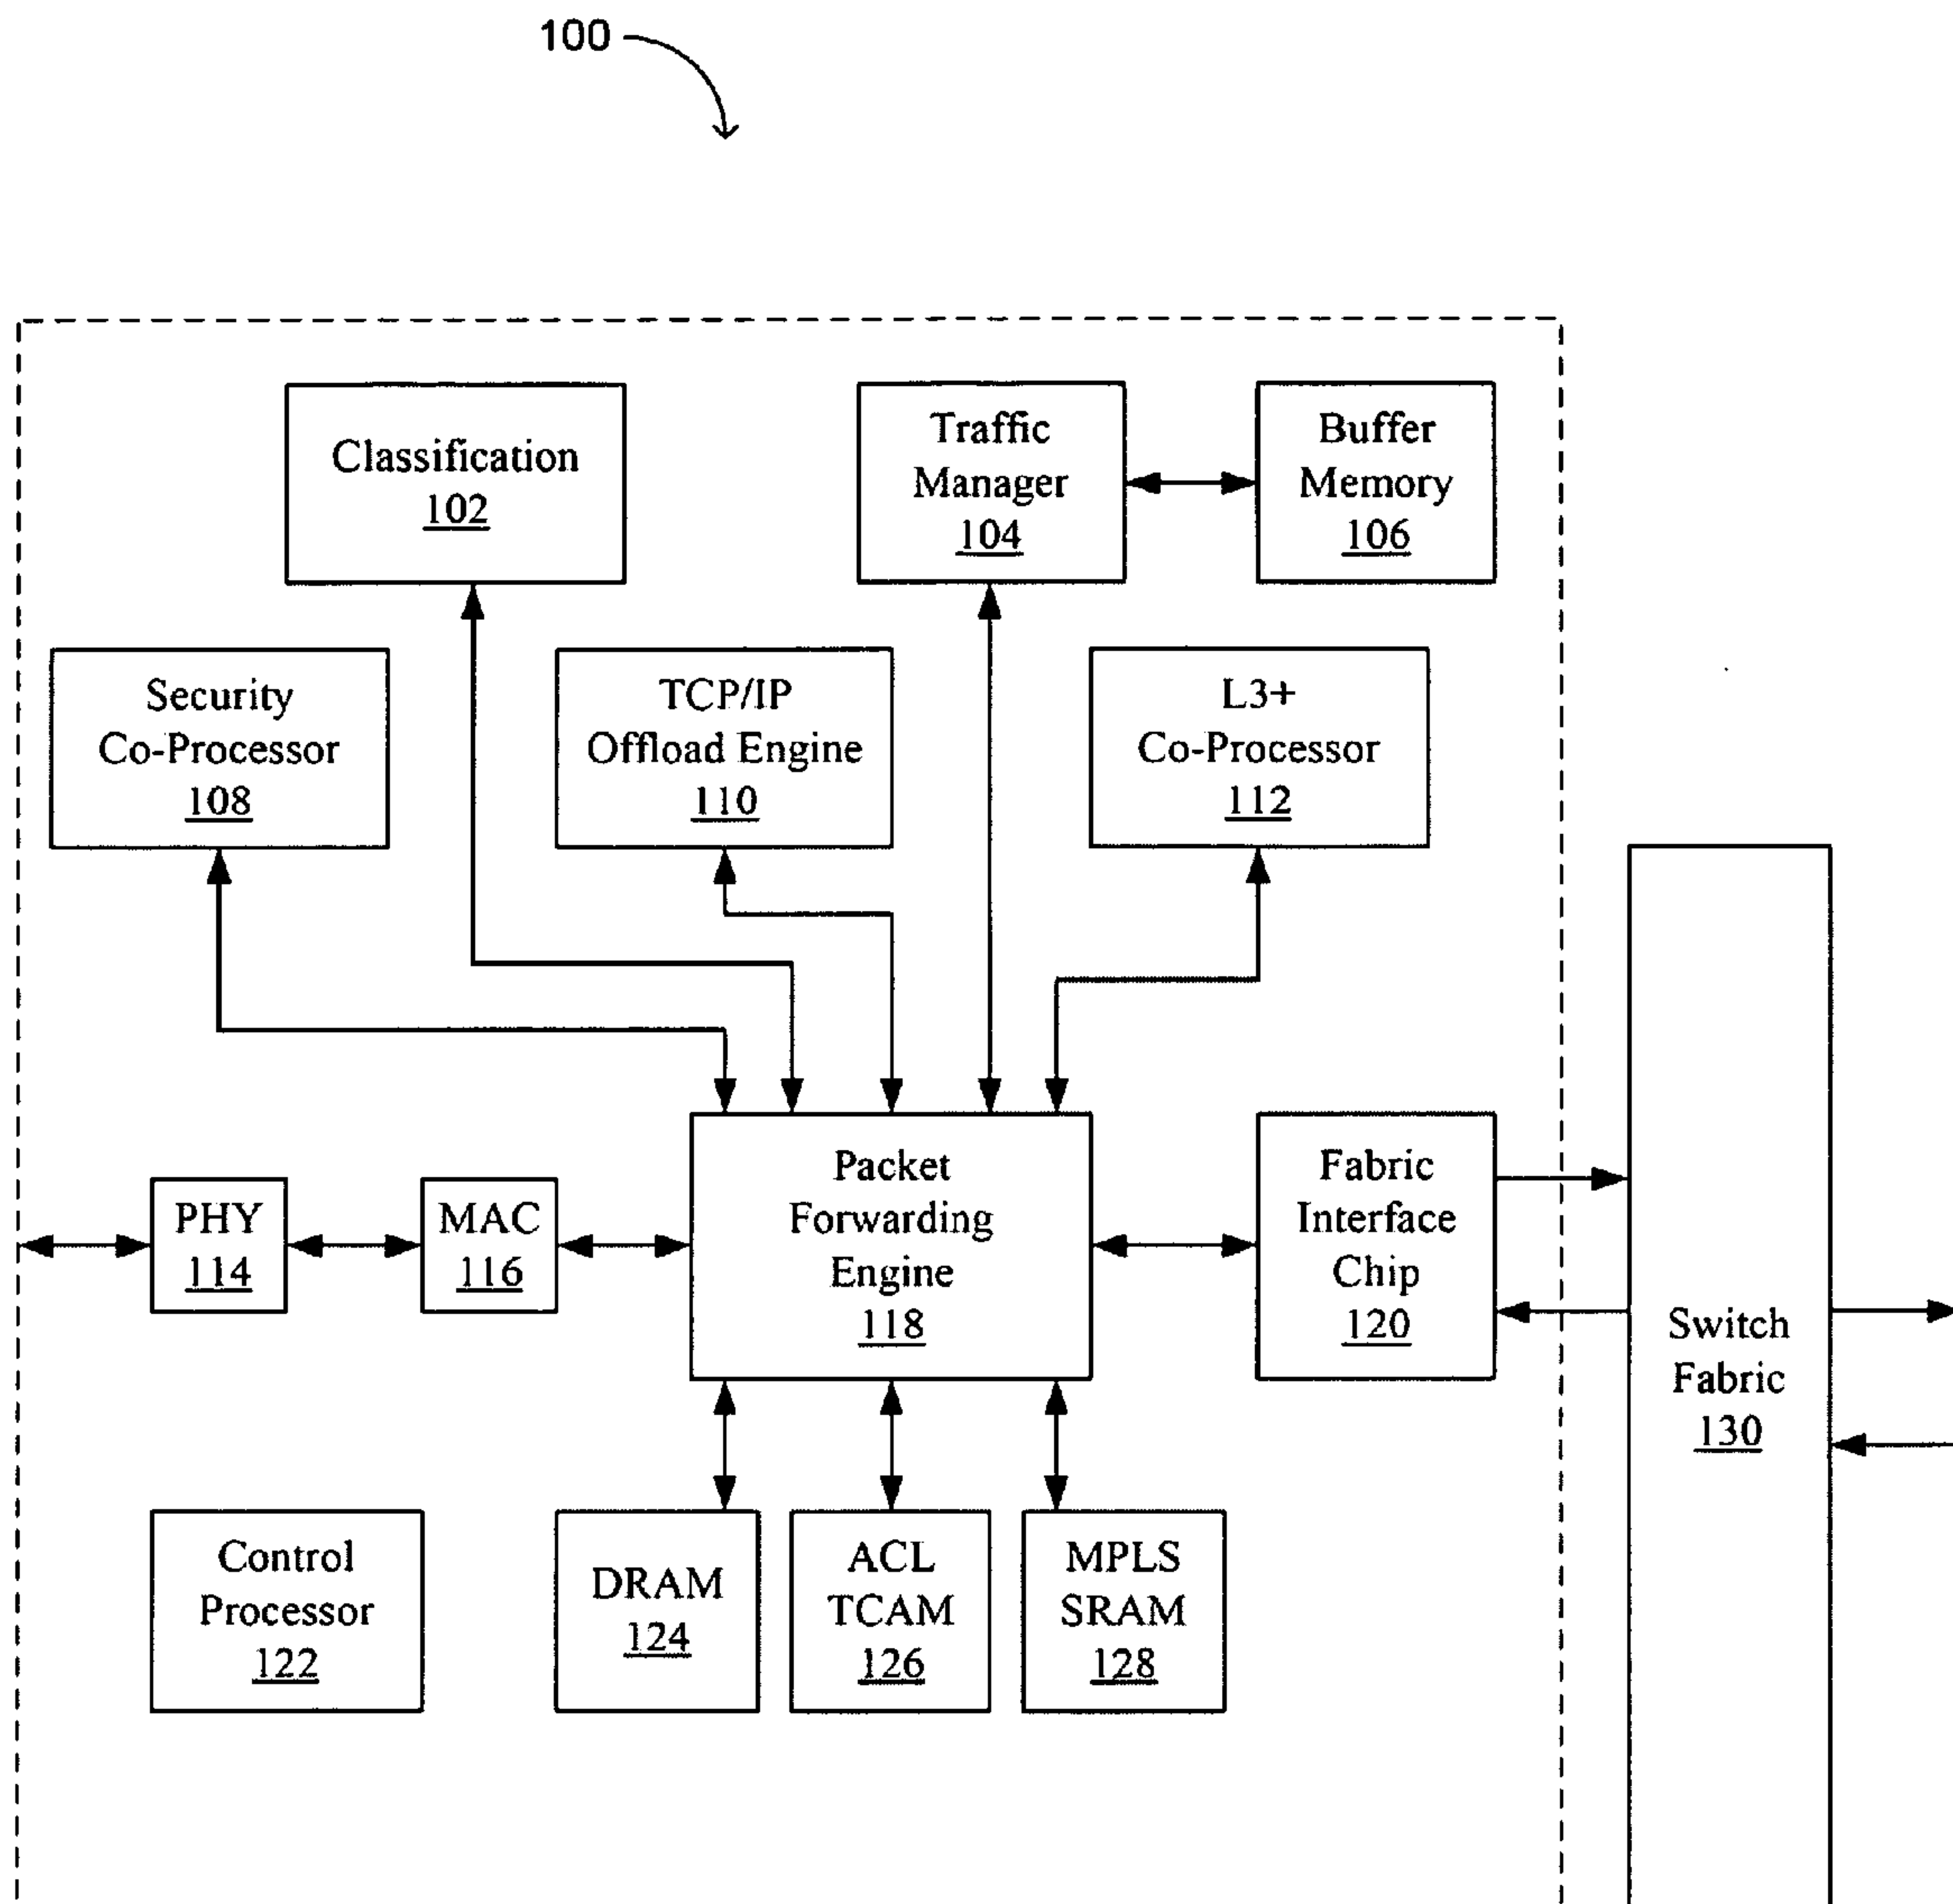 100
Classification
102
Traffic
Manager
104
Buffer
Memory
106
Security
Co-Processor
108
TCP/IP
Offload Engine
110
L3+
Co-Processor
112
PHY
114
MAC
116
Packet
Forwarding
Engine
118
Fabric
Interface
Chip
120
Switch
Fabric
130
Control
Processor
122
DRAM
124
ACL
TCAM
126
MPLS
SRAM
128